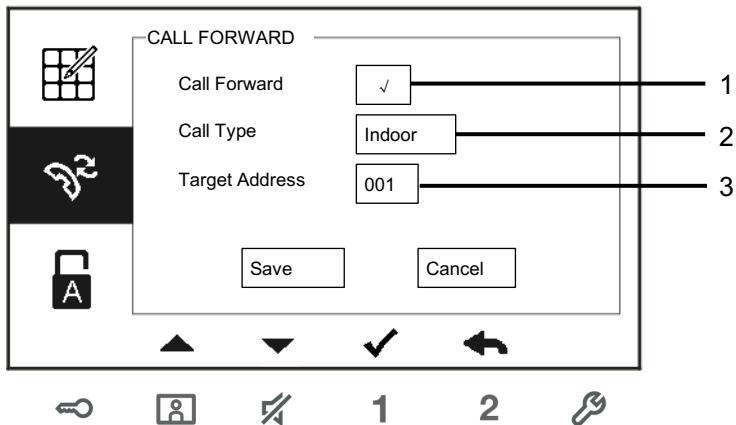 CALL FORWARD
Call Forward √ 1
Call Type Indoor 2
Target Address 001 3
Save Cancel
A
1 2